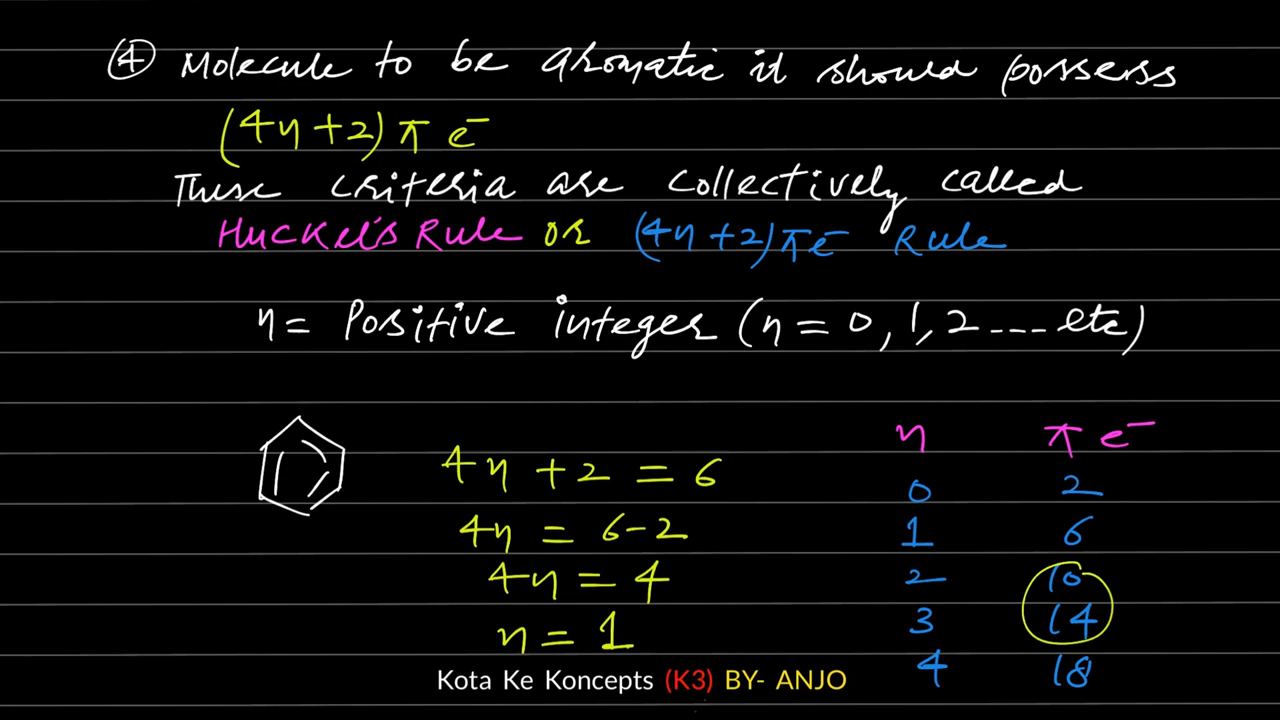 ④ Molecule to be aromatic it should possess
(4n+2) π e⁻
These criteria are collectively called
Huckel's Rule or (4n+2)πe⁻ Rule
n = Positive integer (n = 0, 1, 2 --- etc)
4n + 2 = 6
4n = 6-2
4n = 4
n = 1
n π e⁻
0 2
1 6
2 10
3 14
4 18
Kota Ke Koncepts (K3) BY- ANJO